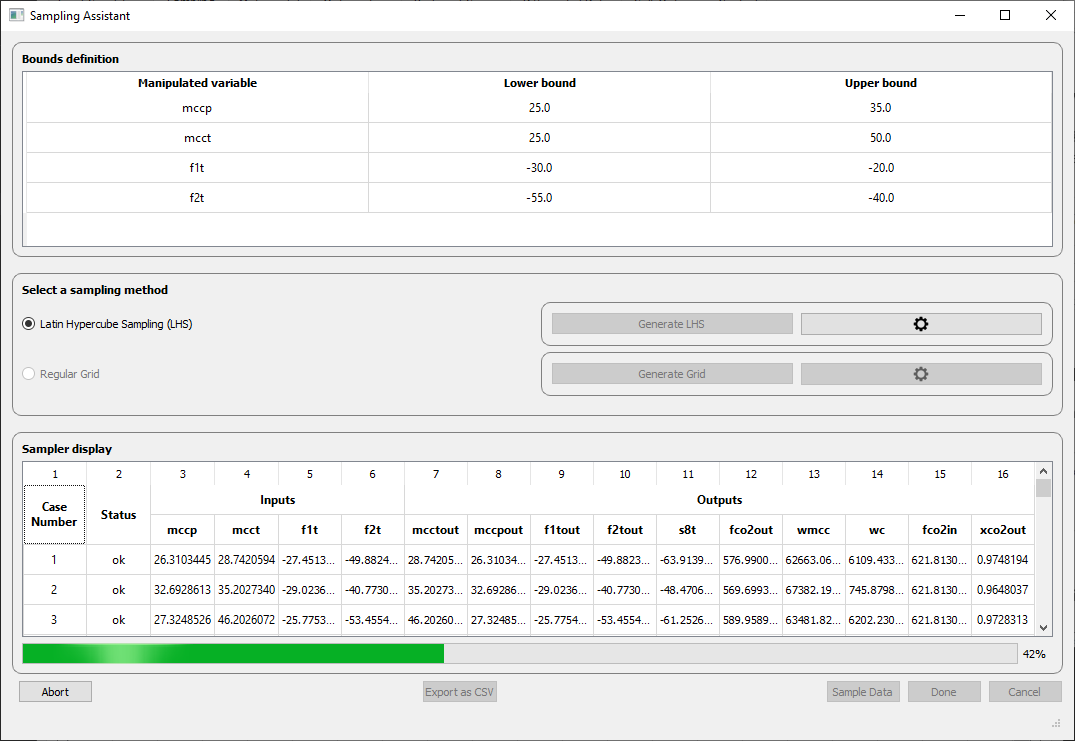 Sampling Assistant
Bounds definition
Manipulated variable Lower bound Upper bound
mccp 25.0 35.0
mcct 25.0 50.0
f1t -30.0 -20.0
f2t -55.0 -40.0
Select a sampling method
Latin Hypercube Sampling (LHS) Generate LHS
Regular Grid Generate Grid
Sampler display
1 2 3 4 5 6 7 8 9 10 11 12 13 14 15 16
Case Number Status Inputs Outputs
mccp mcct f1t f2t mcctout mccpout f1tout f2tout s8t fco2out wmcc wc fco2in xco2out
1 ok 26.3103445 28.7420594 -27.4513... -49.8824... 28.74205... 26.31034... -27.4513... -49.8823... -63.9139... 576.9900... 62663.06... 6109.433... 621.8130... 0.9748194
2 ok 32.6928613 35.2027340 -29.0236... -40.7730... 35.20273... 32.69286... -29.0236... -40.7730... -48.4706... 569.6993... 67382.19... 745.8798... 621.8130... 0.9648037
3 ok 27.3248526 46.2026072 -25.7753... -53.4554... 46.20260... 27.32485... -25.7754... -53.4554... -61.2526... 589.9589... 63481.82... 6202.230... 621.8130... 0.9728313
42%
Abort Export as CSV Sample Data Done Cancel